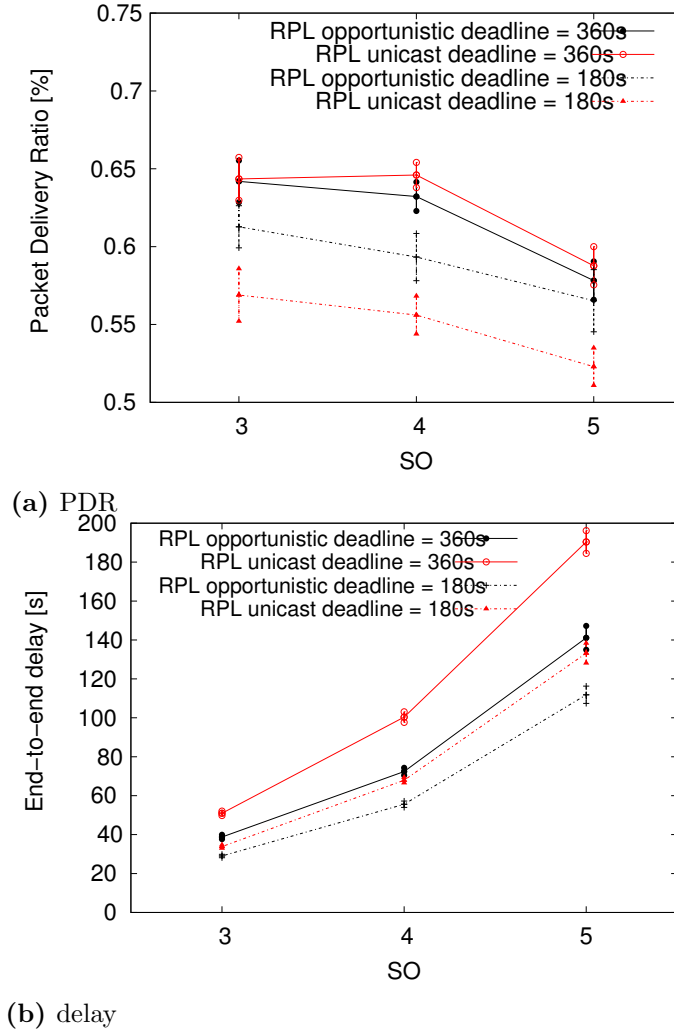 RPL opportunistic deadline = 360s
RPL unicast deadline = 360s
RPL opportunistic deadline = 180s
RPL unicast deadline = 180s
Packet Delivery Ratio [%]
0.75
0.7
0.65
0.6
0.55
0.5
3 4 5
SO
(a) PDR
RPL opportunistic deadline = 360s
RPL unicast deadline = 360s
RPL opportunistic deadline = 180s
RPL unicast deadline = 180s
End-to-end delay [s]
200
180
160
140
120
100
80
60
40
20
0
3 4 5
SO
(b) delay